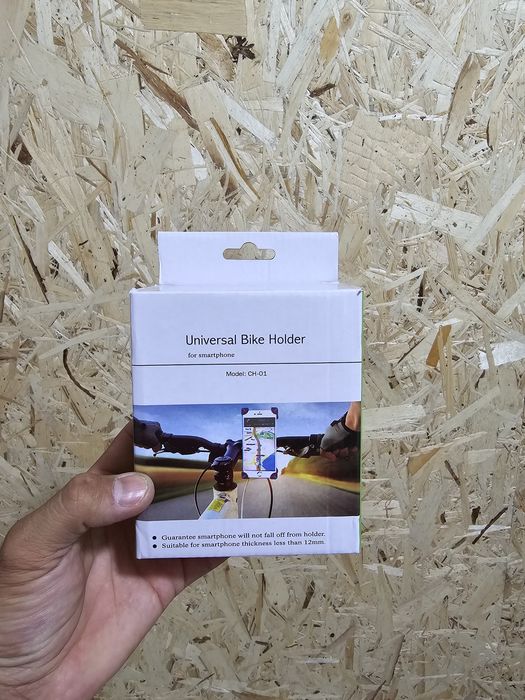 Universal Bike Holder
for smartphone
Model: CH-01
● Guarantee smartphone will not fall off from holder.
● Suitable for smartphone thickness less than 12mm.